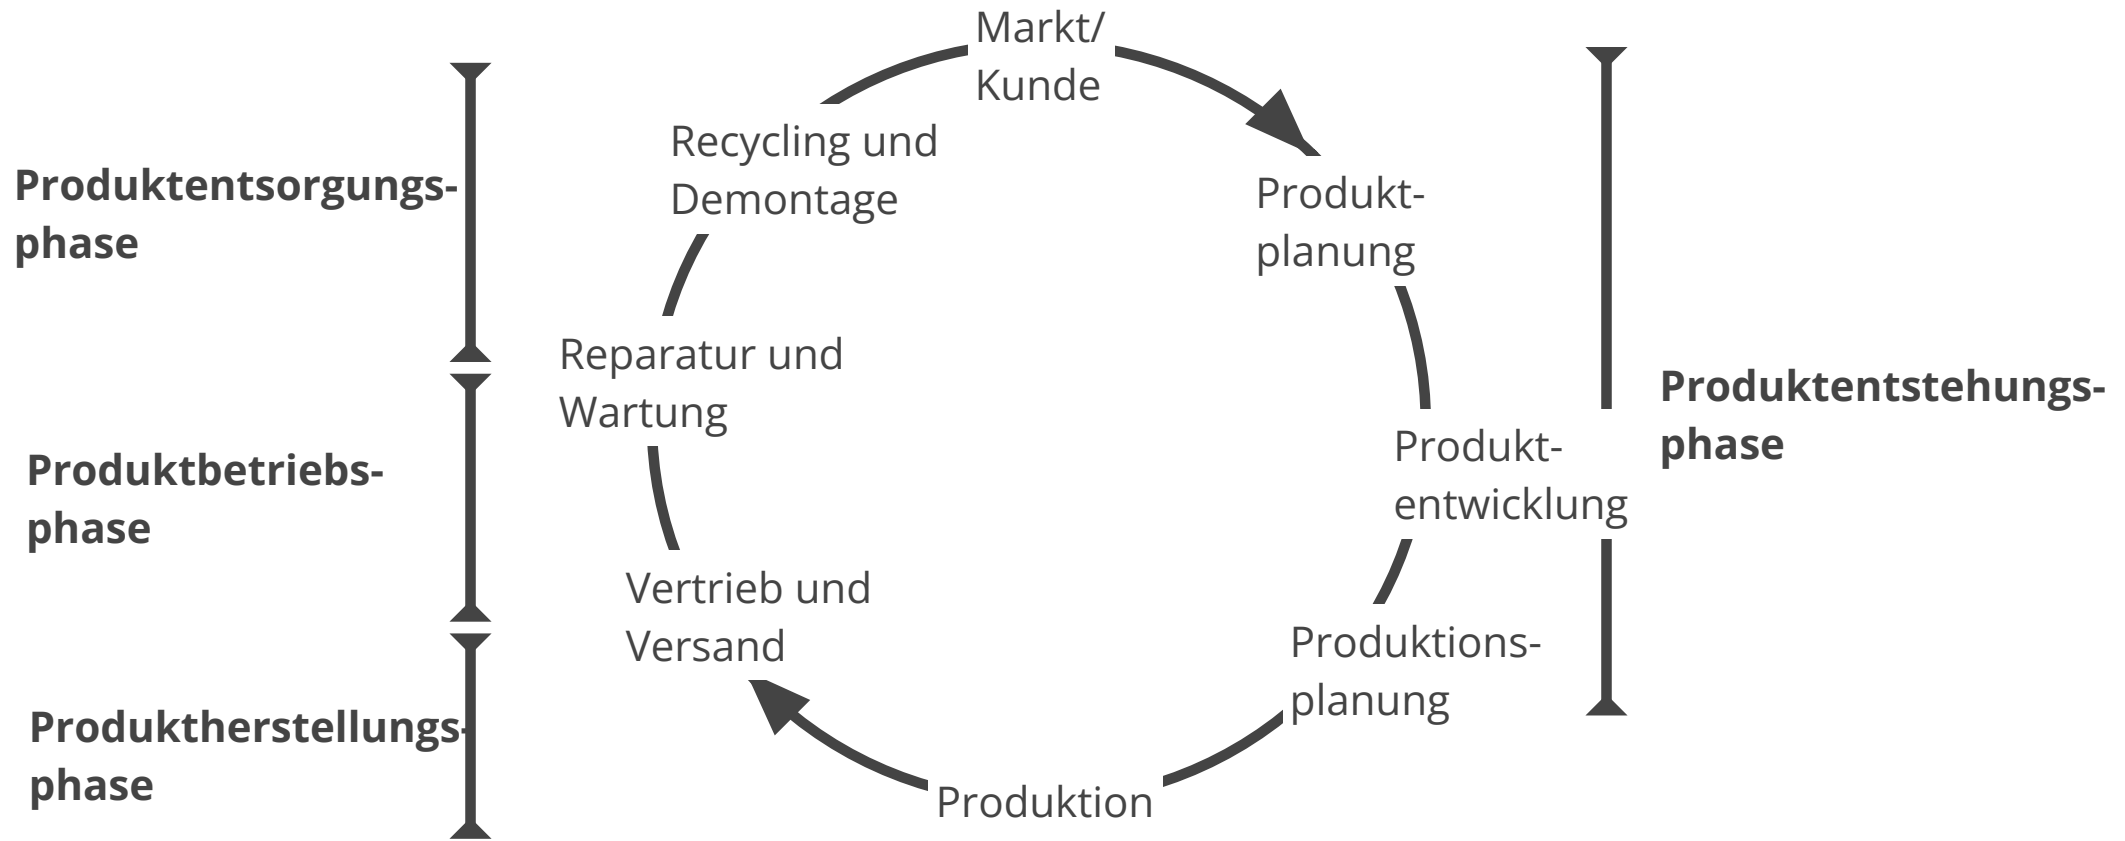 Markt/
Kunde
Recycling und
Demontage
Produktentsorgungs-
phase
Produkt-
planung
Reparatur und
Wartung
Produktentstehungs-
phase
Produkt-
entwicklung
Produktbetriebs-
phase
Vertrieb und
Versand
Produktions-
planung
Produktherstellungs-
phase
Produktion